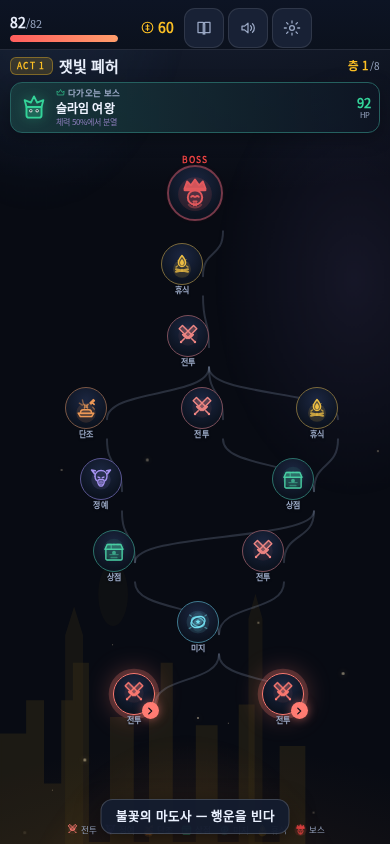 82/82
60
ACT 1 잿빛 폐허 층 1/8
다가오는 보스
슬라임 여왕
체력 50%에서 분열
92
HP
BOSS
휴식
전투
단조
전투
휴식
정예
상점
상점
전투
미지
전투
전투
불꽃의 마도사 — 행운을 빈다
전투
보스